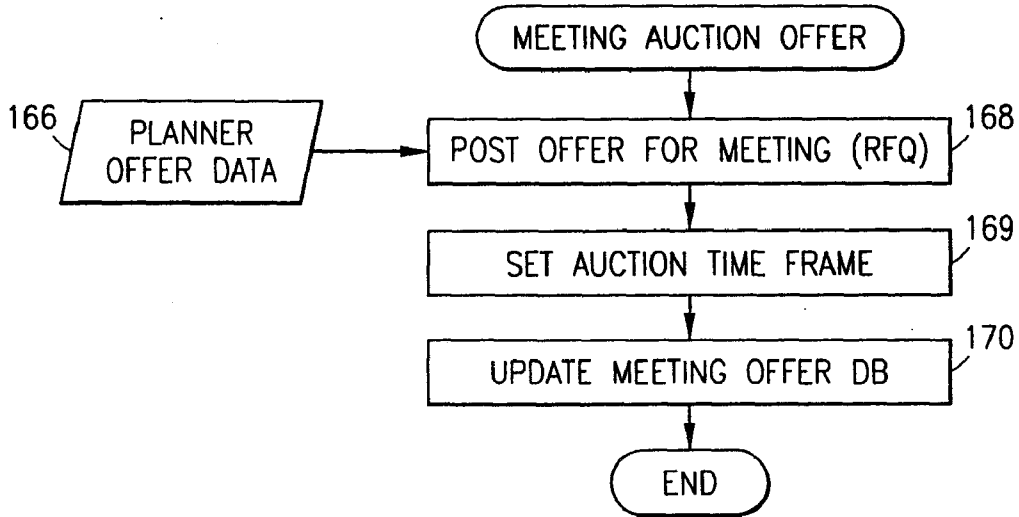 MEETING AUCTION OFFER
166
PLANNER
OFFER DATA
168
POST OFFER FOR MEETING (RFQ)
169
SET AUCTION TIME FRAME
170
UPDATE MEETING OFFER DB
END